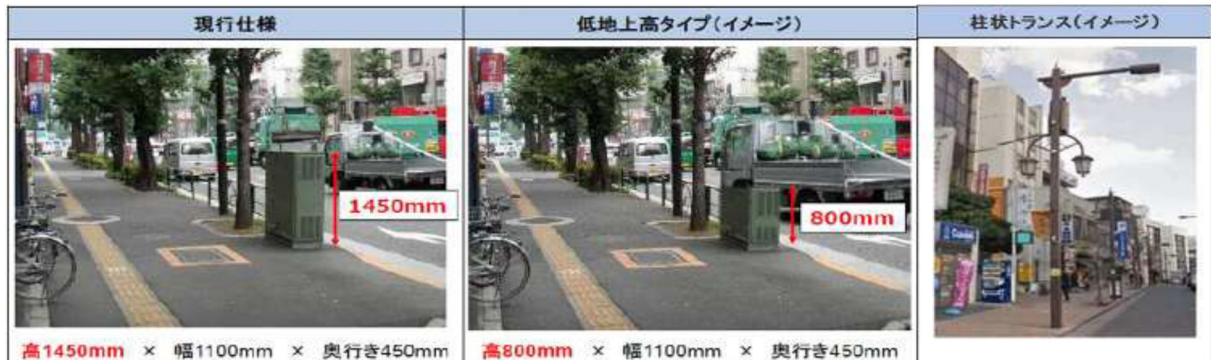 現行仕様
低地上高タイプ(イメージ)
柱状トランス(イメージ)
1450mm
800mm
高1450mm × 幅1100mm × 奥行き450mm
高800mm × 幅1100mm × 奥行き450mm